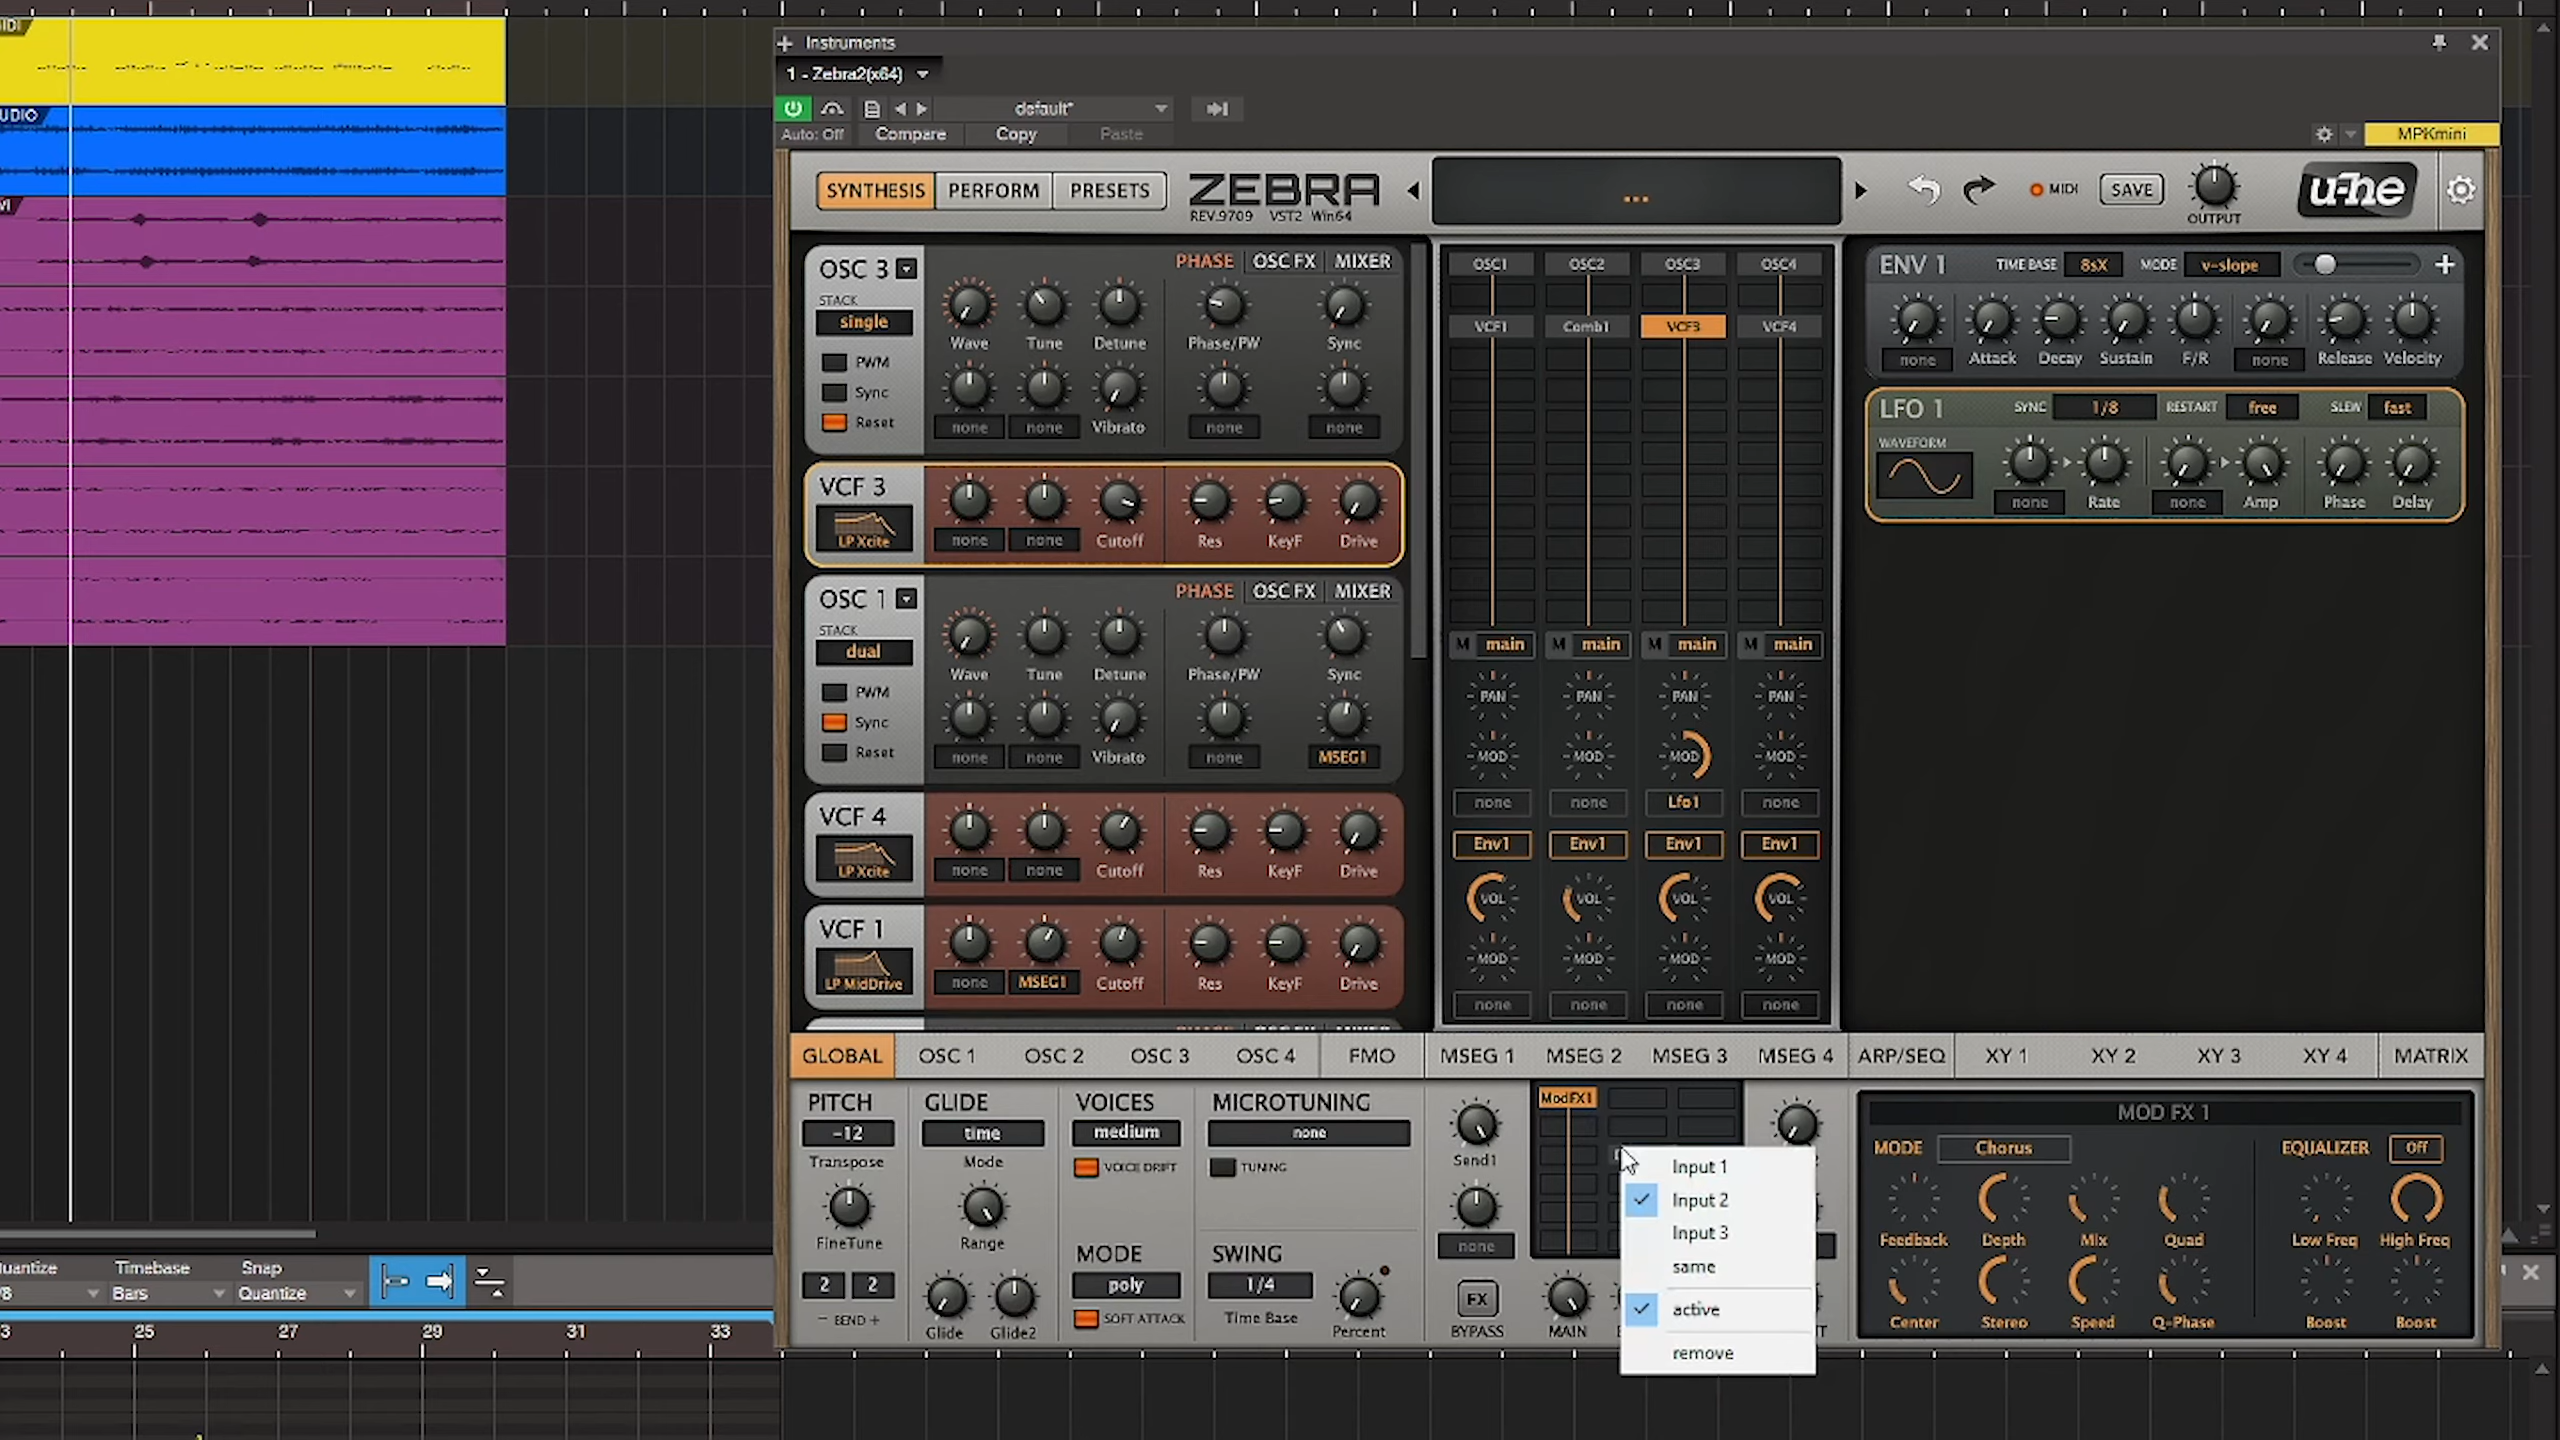 IDI
UDIO
VI
Instruments
1 - Zebra2(x64)
default*
Auto: Off Compare Copy Paste
MPKmini
SYNTHESIS PERFORM PRESETS
ZEBRA
REV.9709 VST2 Win64
...
MIDI SAVE OUTPUT u-he
OSC 3 PHASE OSC FX MIXER
STACK
single
Wave Tune Detune Phase/PW Sync
PWM
Sync
Reset
none none Vibrato none none
VCF 3
LP Xcite
none none Cutoff Res KeyF Drive
OSC 1 PHASE OSC FX MIXER
STACK
dual
Wave Tune Detune Phase/PW Sync
PWM
Sync
Reset
none none Vibrato none MSEG1
VCF 4
LP Xcite
none none Cutoff Res KeyF Drive
VCF 1
LP MidDrive
none MSEG1 Cutoff Res KeyF Drive
OSC1 OSC2 OSC3 OSC4
VCF1 Comb1 VCF3 VCF4
M main M main M main M main
PAN PAN PAN PAN
MOD MOD MOD MOD
none none Lfo1 none
Env1 Env1 Env1 Env1
VOL VOL VOL VOL
MOD MOD MOD MOD
none none none none
ENV 1 TIME BASE 8sX MODE v-slope
none Attack Decay Sustain F/R none Release Velocity
LFO 1 SYNC 1/8 RESTART free SLEW fast
WAVEFORM
none Rate none Amp Phase Delay
GLOBAL OSC 1 OSC 2 OSC 3 OSC 4 FMO MSEG 1 MSEG 2 MSEG 3 MSEG 4 ARP/SEQ XY 1 XY 2 XY 3 XY 4 MATRIX
PITCH
-12
Transpose
FineTune
2 2
- BEND +
GLIDE
time
Mode
Range
Glide Glide2
VOICES
medium
VOICE DRIFT
MODE
poly
SOFT ATTACK
MICROTUNING
none
TUNING
SWING
1/4
Time Base Percent
Send1
none
FX
BYPASS
ModFX1
MAIN
Input 1
Input 2
Input 3
same
active
remove
MOD FX 1
MODE Chorus EQUALIZER Off
Feedback Depth Mix Quad Low Freq High Freq
Center Stereo Speed Q-Phase Boost Boost
uantize Timebase Snap
/8 Bars Quantize
3 25 27 29 31 33